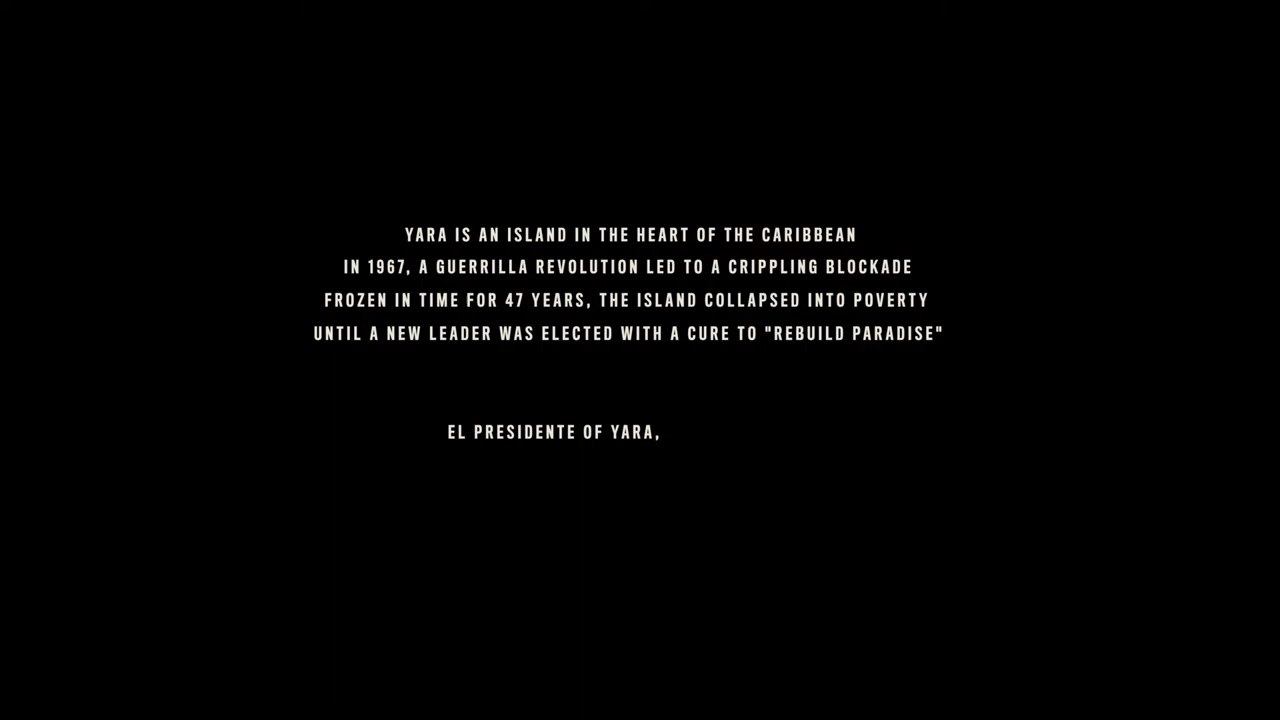 YARA IS AN ISLAND IN THE HEART OF THE CARIBBEAN
IN 1967, A GUERRILLA REVOLUTION LED TO A CRIPPLING BLOCKADE
FROZEN IN TIME FOR 47 YEARS, THE ISLAND COLLAPSED INTO POVERTY
UNTIL A NEW LEADER WAS ELECTED WITH A CURE TO "REBUILD PARADISE"
EL PRESIDENTE OF YARA,